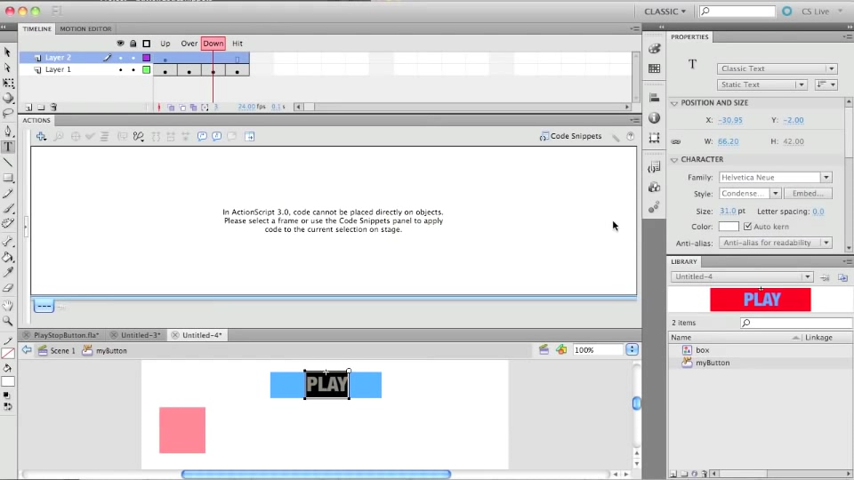 CLASSIC
CS Live
TIMELINE
MOTION EDITOR
Up Over Down Hit
Layer 2
Layer 1
3 24.00 fps
ACTIONS
Code Snippets
In ActionScript 3.0, code cannot be placed directly on objects.
Please select a frame or use the Code Snippets panel to apply
code to the current selection on stage.
PlayStopButton.fla*
Untitled-3*
Untitled-4*
Scene 1
myButton
100%
PLAY
PROPERTIES
T
Classic Text
Static Text
POSITION AND SIZE
X: -30.95 Y: -2.00
W: 66.20 H: 42.00
CHARACTER
Family: Helvetica Neue
Style: Condense... Embed...
Size: 31.0 pt Letter spacing: 0.0
Color: Auto kern
Anti-alias: Anti-alias for readability
LIBRARY
Untitled-4
PLAY
2 items
Name Linkage
box
myButton